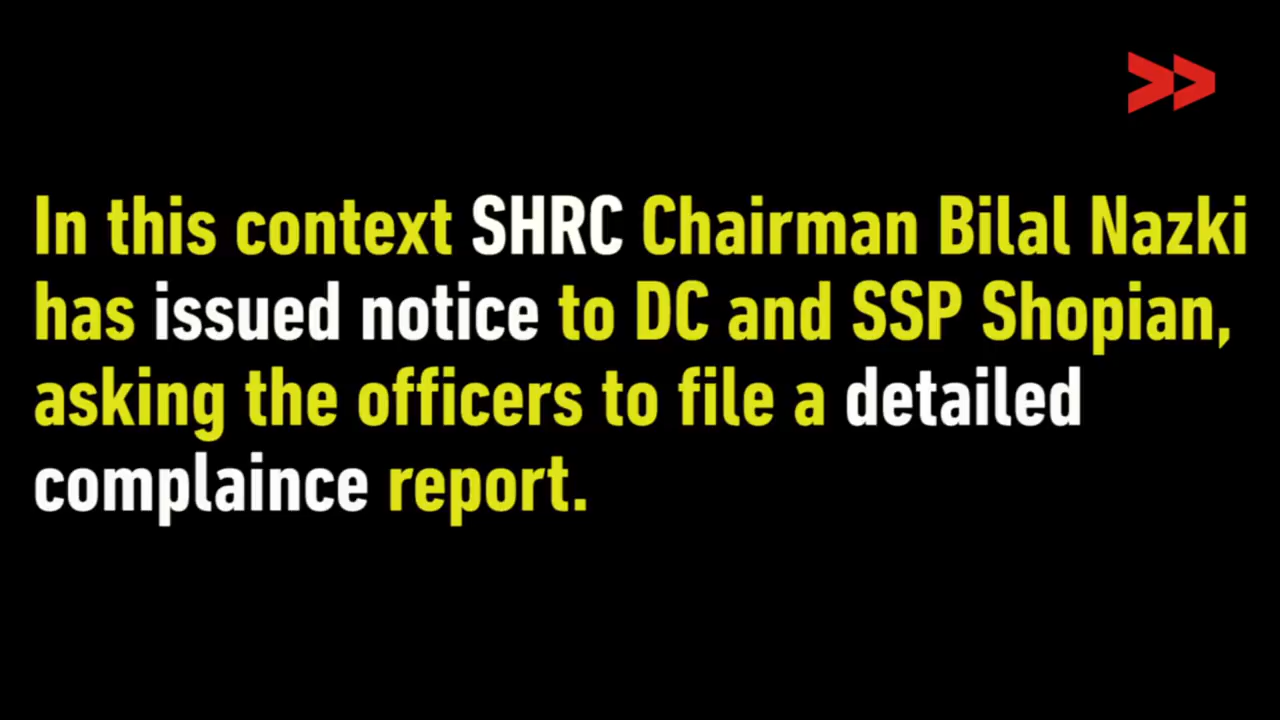 In this context SHRC Chairman Bilal Nazki
has issued notice to DC and SSP Shopian,
asking the officers to file a detailed
complaince report.